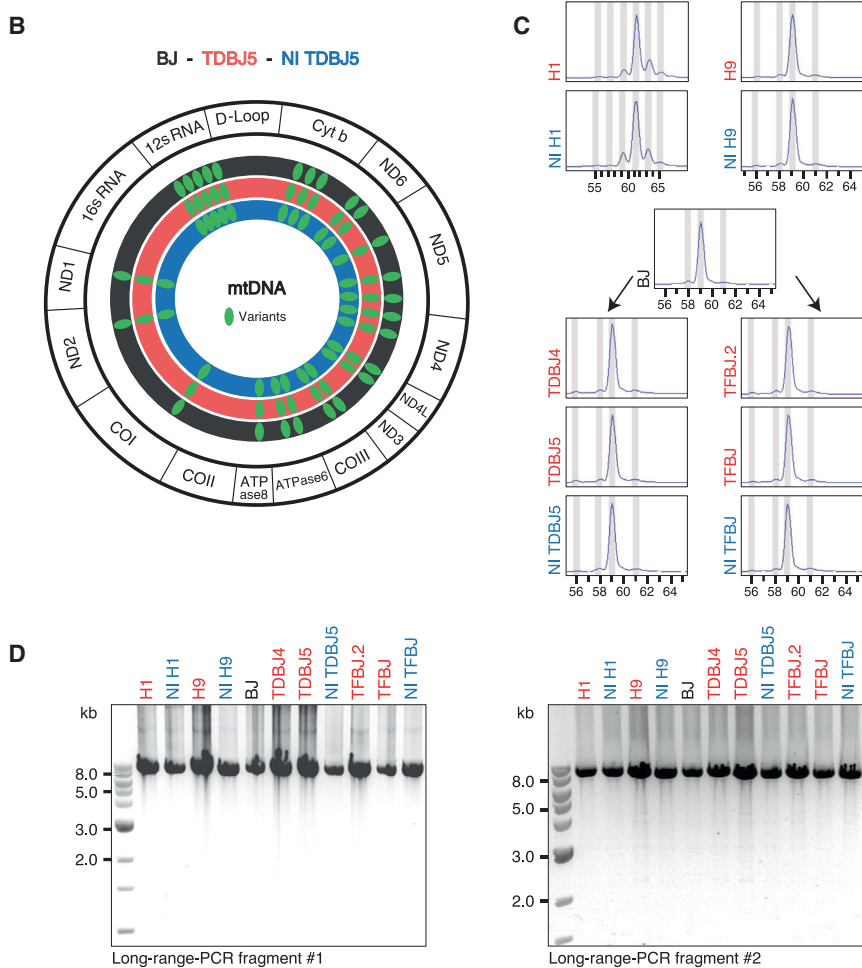 B
BJ - TDBJ5 - NI TDBJ5
D-Loop
Cyt b
ND6
ND5
ND4
ND4L
ND3
COIII
ATPase6
ATP
ase8
COII
COI
ND2
ND1
16s RNA
12s RNA
mtDNA
Variants
C
H1
NI H1
55 60 65
H9
NI H9
56 58 60 62 64
BJ
56 58 60 62 64
TDBJ4
TDBJ5
NI TDBJ5
56 58 60 62 64
TFBJ.2
TFBJ
NI TFBJ
56 58 60 62 64
D
kb
H1 NI H1 H9 NI H9 BJ TDBJ4 TDBJ5 NI TDBJ5 TFBJ.2 TFBJ NI TFBJ
8.0
5.0
3.0
2.0
Long-range-PCR fragment #1
kb
H1 NI H1 H9 NI H9 BJ TDBJ4 TDBJ5 NI TDBJ5 TFBJ.2 TFBJ NI TFBJ
8.0
5.0
3.0
2.0
Long-range-PCR fragment #2